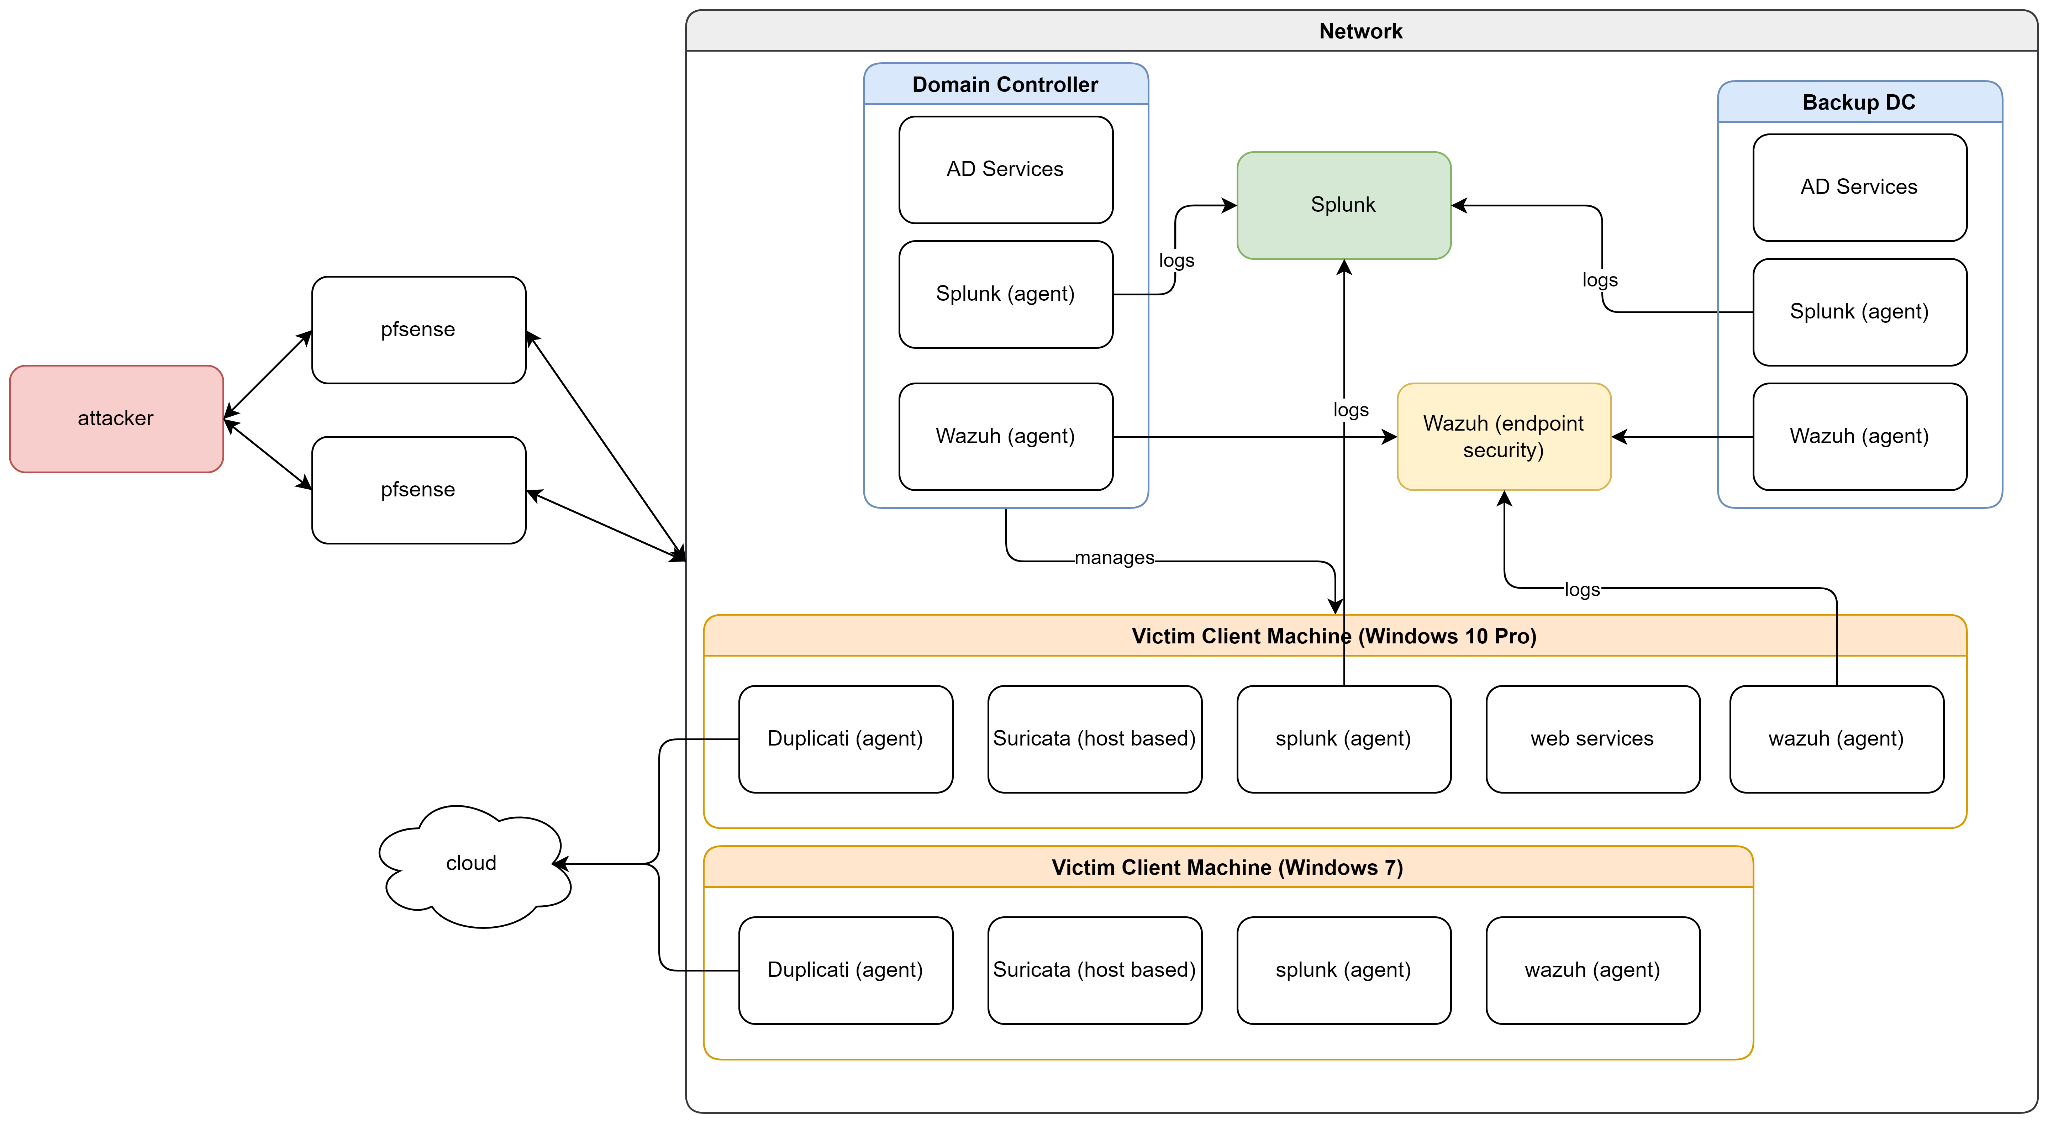 Network
Domain Controller
AD Services
Splunk (agent)
Wazuh (agent)
Splunk
Backup DC
AD Services
Splunk (agent)
Wazuh (agent)
logs
logs
logs
Wazuh (endpoint
security)
attacker
pfsense
pfsense
manages
logs
Victim Client Machine (Windows 10 Pro)
Duplicati (agent)
Suricata (host based)
splunk (agent)
web services
wazuh (agent)
cloud
Victim Client Machine (Windows 7)
Duplicati (agent)
Suricata (host based)
splunk (agent)
wazuh (agent)